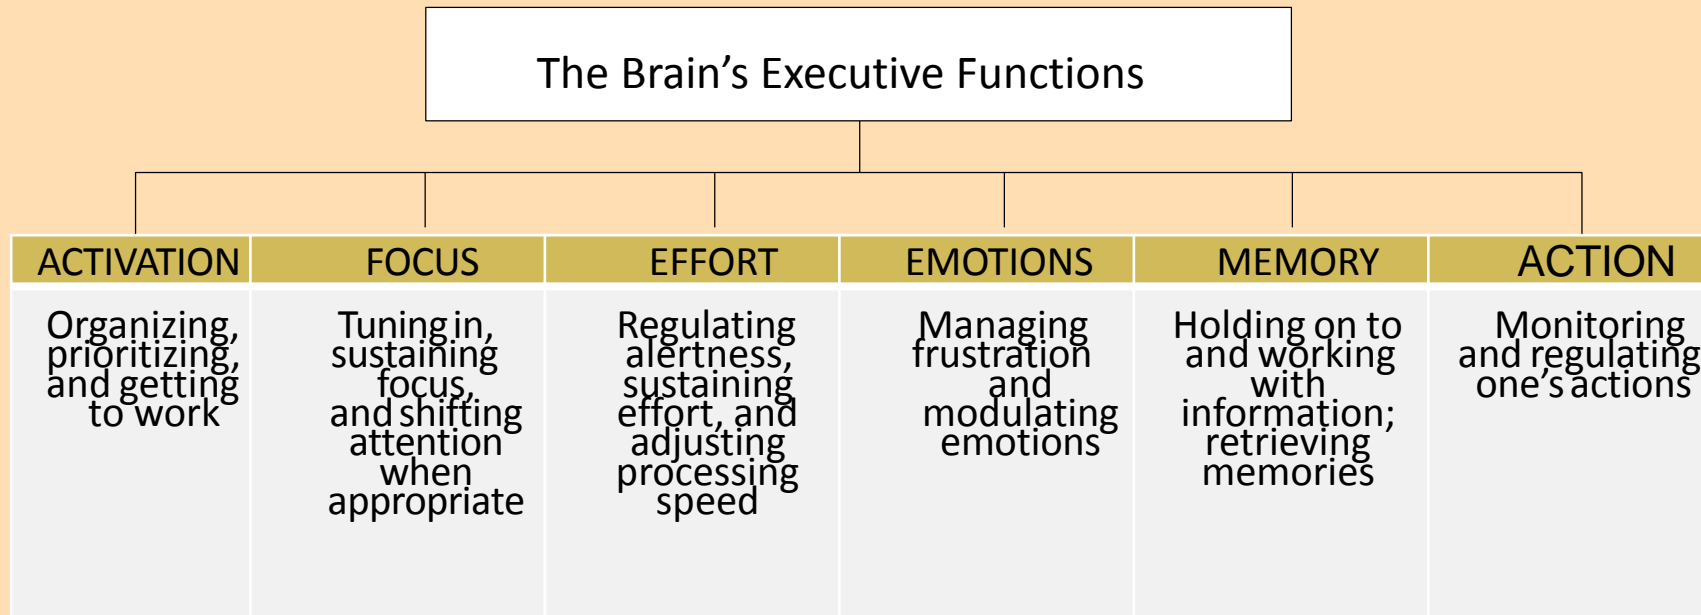 The Brain’s Executive Functions
ACTIVATION
Organizing,
prioritizing,
and getting
to work
FOCUS
Tuning in,
sustaining
focus,
and shifting
attention
when
appropriate
EFFORT
Regulating
alertness,
sustaining
effort, and
adjusting
processing
speed
EMOTIONS
Managing
frustration
and
modulating
emotions
MEMORY
Holding on to
and working
with
information;
retrieving
memories
ACTION
Monitoring
and regulating
one’s actions